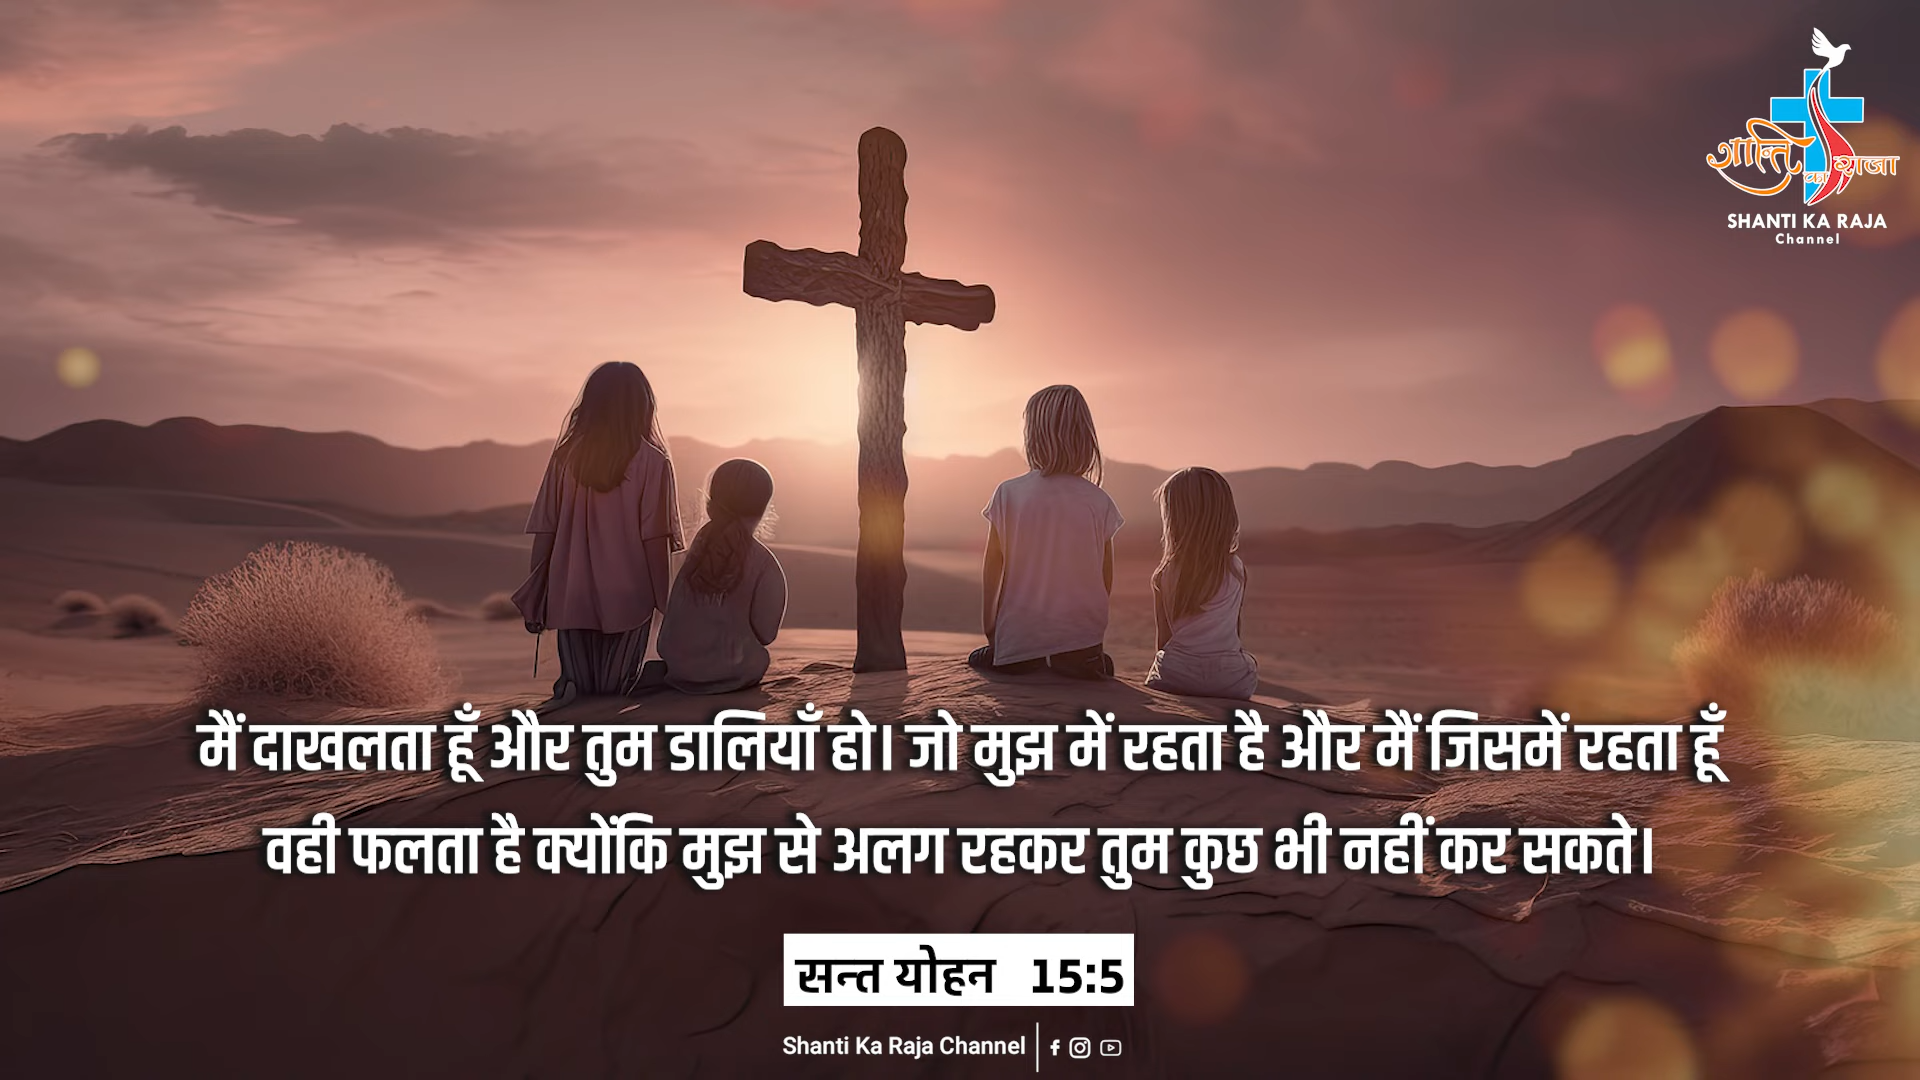 शान्ति का राजा
SHANTI KA RAJA
Channel
मैं दाखलता हूँ और तुम डालियाँ हो। जो मुझ में रहता है और मैं जिसमें रहता हूँ
वही फलता है क्योंकि मुझ से अलग रहकर तुम कुछ भी नहीं कर सकते।
सन्त योहन 15:5
Shanti Ka Raja Channel